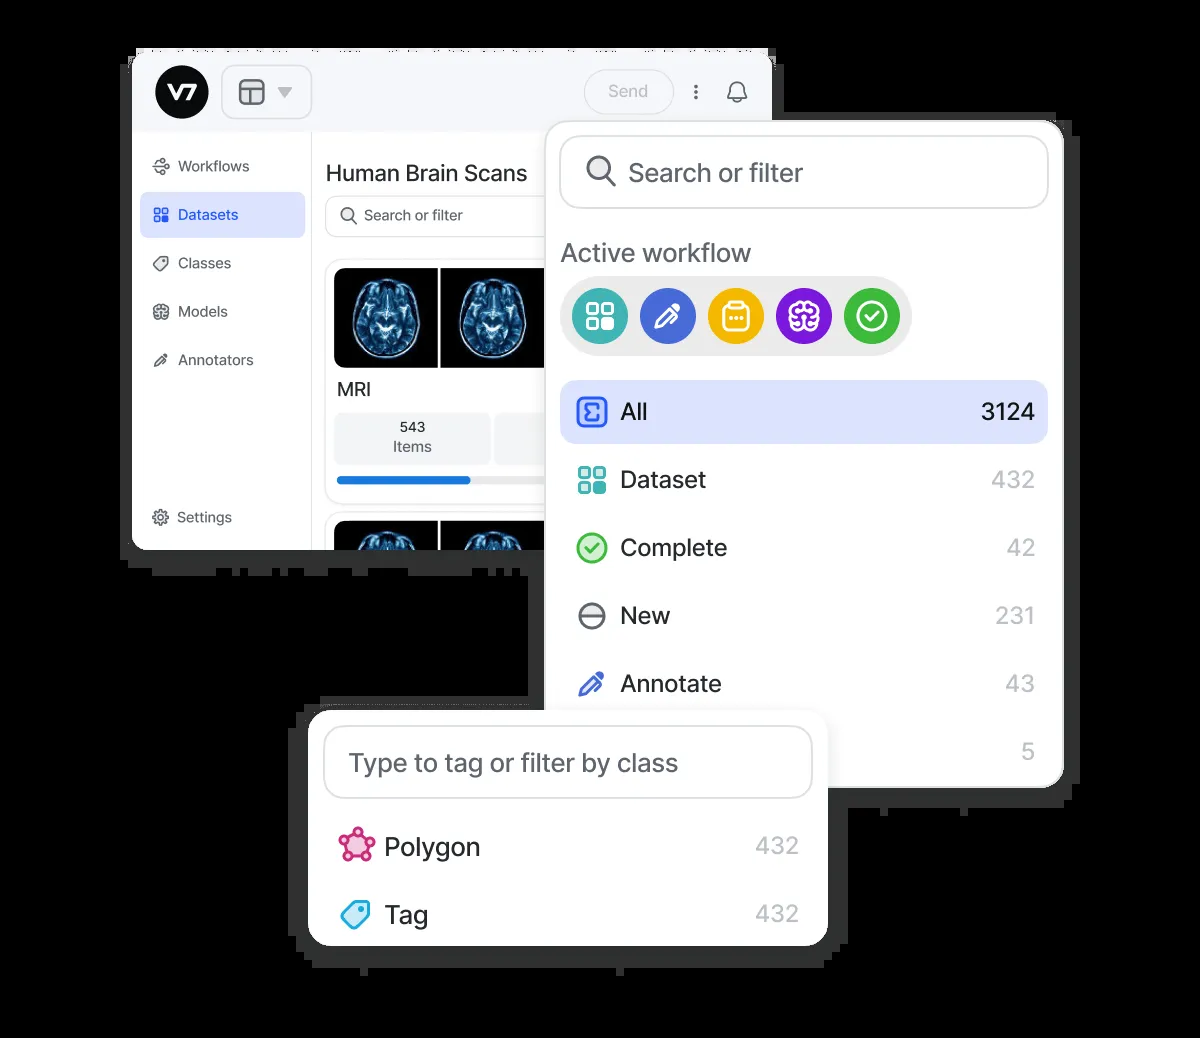 V7
Send
Workflows
Datasets
Classes
Models
Annotators
Settings
Human Brain Scans
Search or filter
MRI
543
Items
Search or filter
Active workflow
All 3124
Dataset 432
Complete 42
New 231
Annotate 43
5
Type to tag or filter by class
Polygon 432
Tag 432